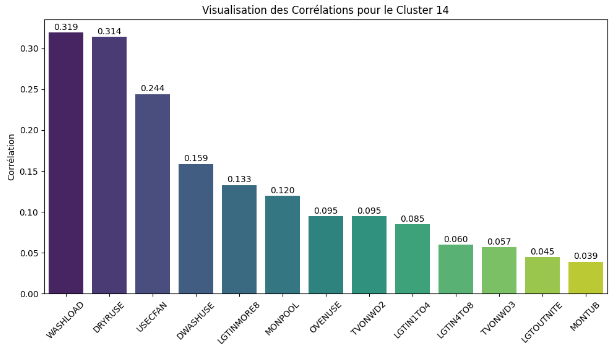 Visualisation des Corrélations pour le Cluster 14
Corrélation
0.30
0.25
0.20
0.15
0.10
0.05
0.00
0.319
0.314
0.244
0.159
0.133
0.120
0.095
0.095
0.085
0.060
0.057
0.045
0.039
WASHLOAD
DRYRUSE
USECFAN
DWASHUSE
LGTINMORE8
MONPOOL
OVENUSE
TVONWD2
LGTIN1TO4
LGTIN4TO8
TVONWD3
LGTOUTNITE
MONTUB